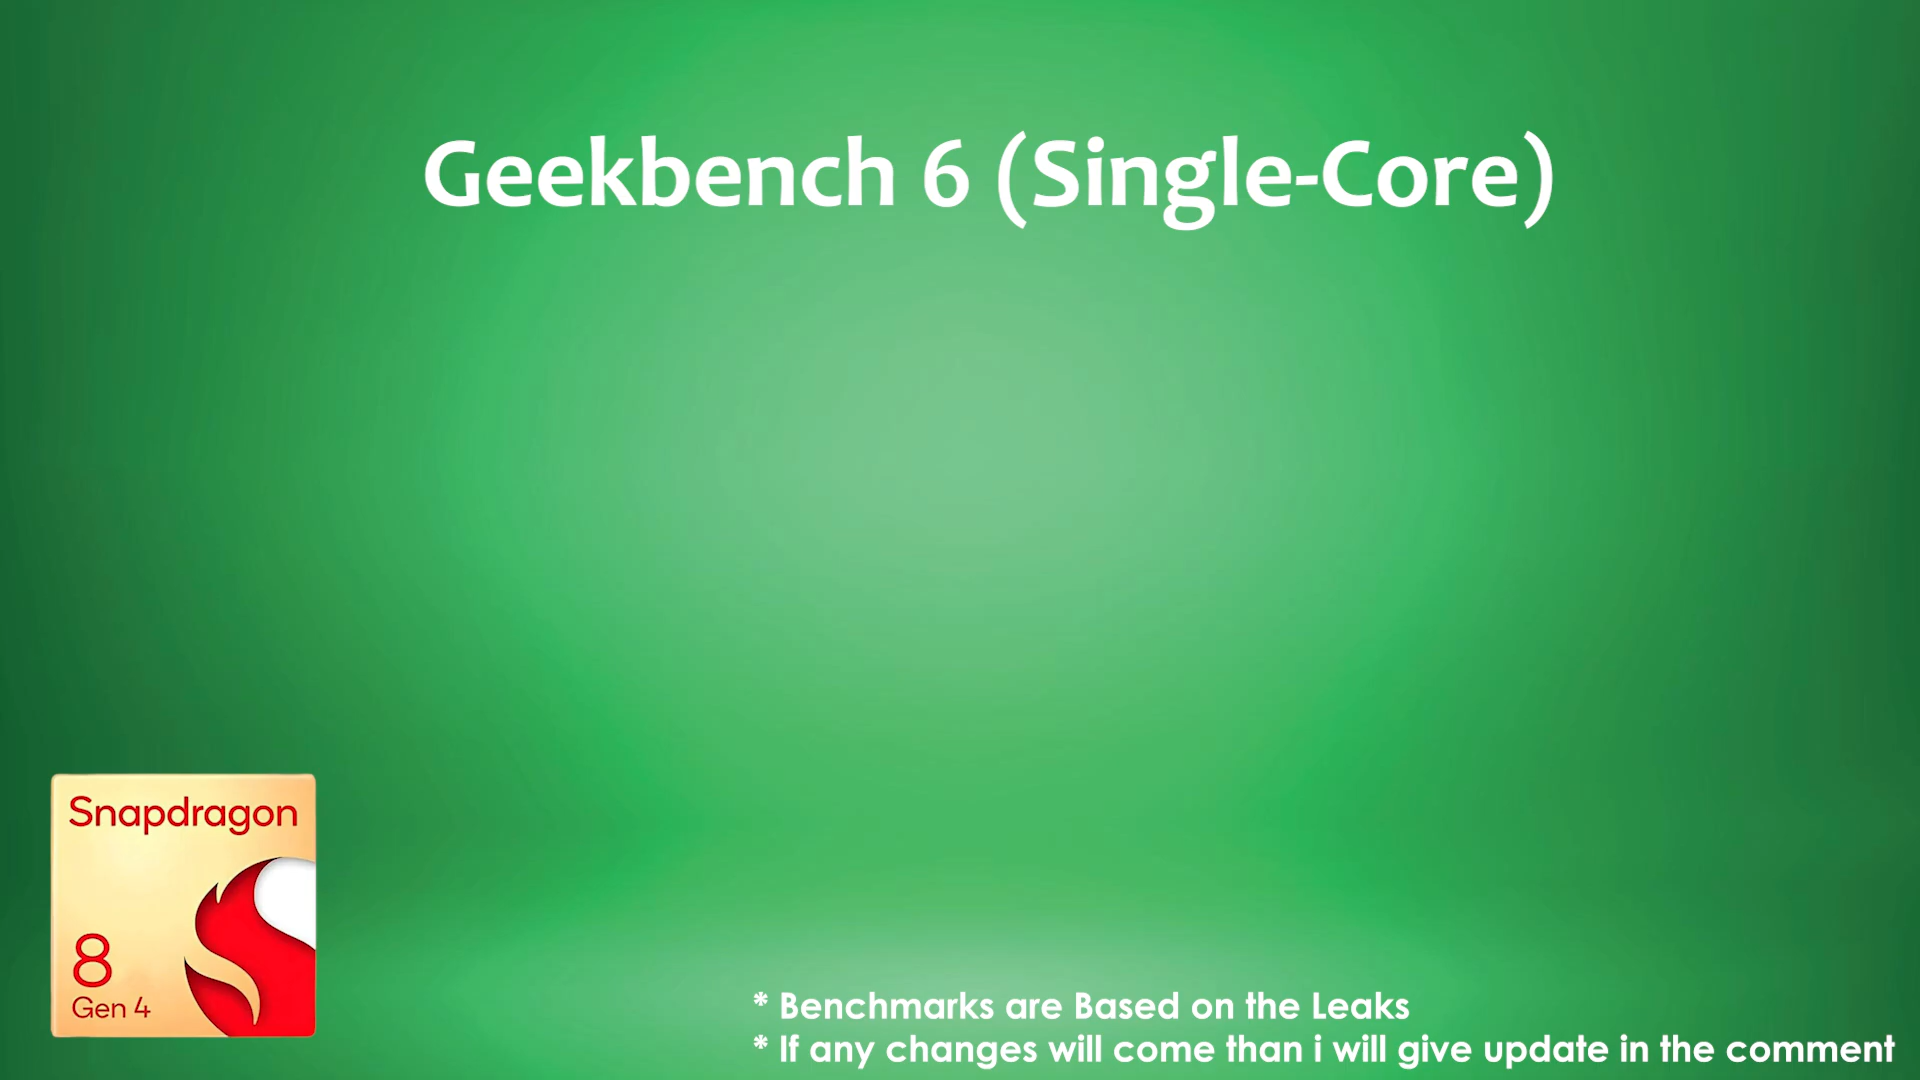 Geekbench 6 (Single-Core)
Snapdragon
8
Gen 4
* Benchmarks are Based on the Leaks
* If any changes will come than i will give update in the comment